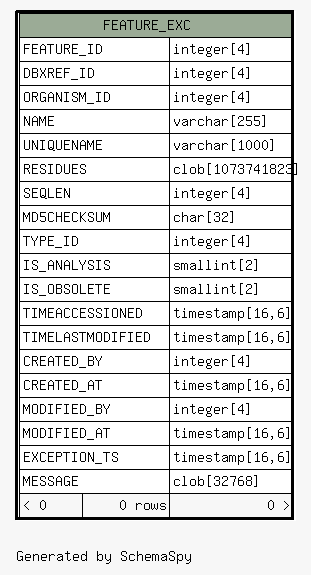 FEATURE_EXC
FEATURE_ID integer[4]
DBXREF_ID integer[4]
ORGANISM_ID integer[4]
NAME varchar[255]
UNIQUENAME varchar[1000]
RESIDUES clob[1073741823]
SEQLEN integer[4]
MD5CHECKSUM char[32]
TYPE_ID integer[4]
IS_ANALYSIS smallint[2]
IS_OBSOLETE smallint[2]
TIMEACCESSIONED timestamp[16,6]
TIMELASTMODIFIED timestamp[16,6]
CREATED_BY integer[4]
CREATED_AT timestamp[16,6]
MODIFIED_BY integer[4]
MODIFIED_AT timestamp[16,6]
EXCEPTION_TS timestamp[16,6]
MESSAGE clob[32768]
< 0 0 rows 0 >
Generated by SchemaSpy